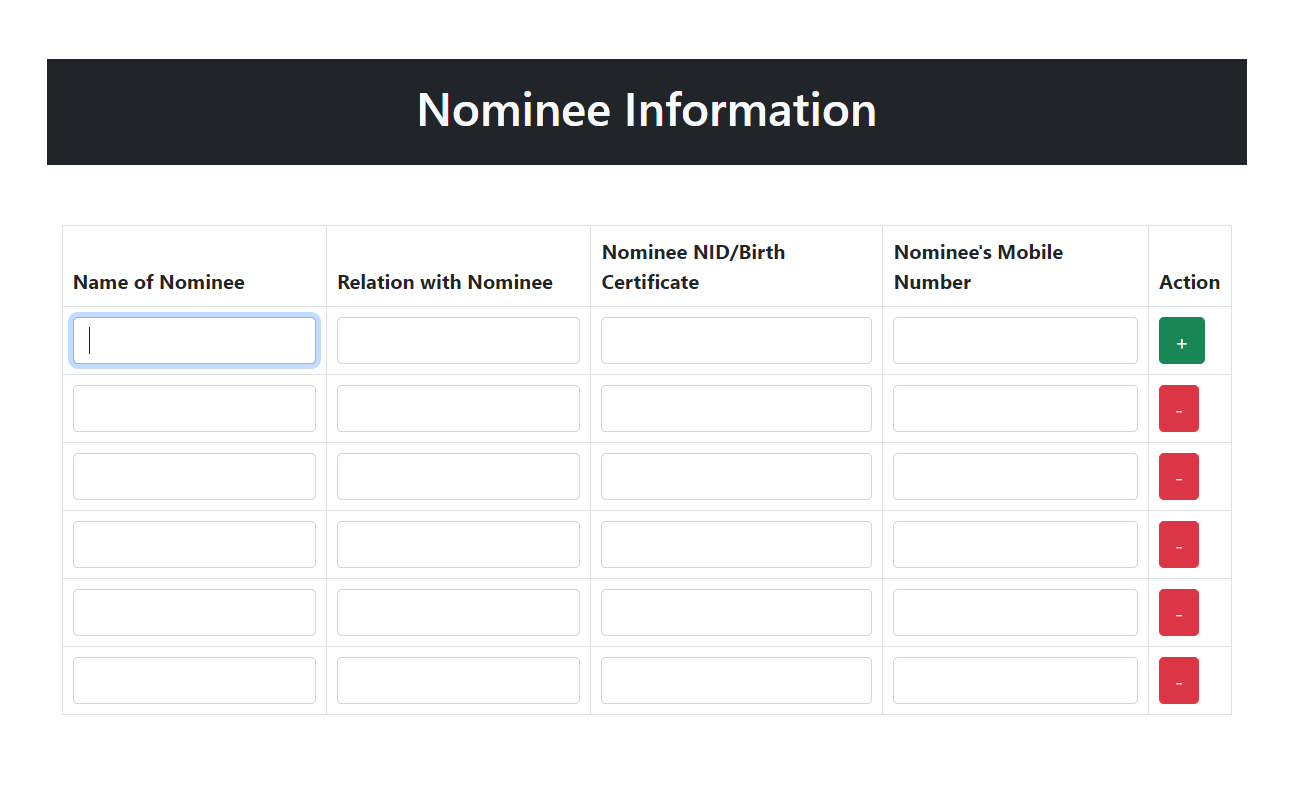 Nominee Information
Name of Nominee
Relation with Nominee
Nominee NID/Birth
Certificate
Nominee's Mobile
Number
Action
+
-
-
-
-
-